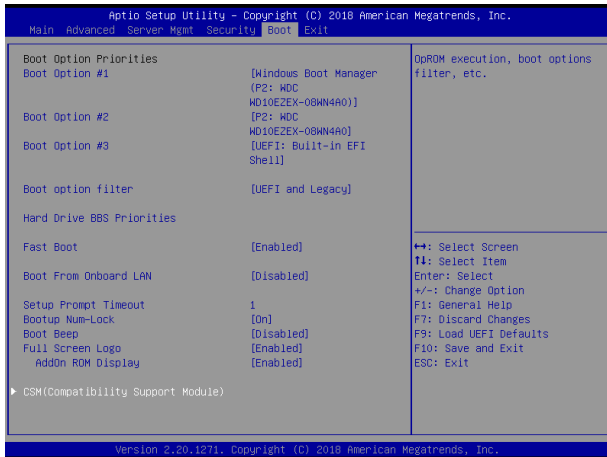 Aptio Setup Utility – Copyright (C) 2018 American Megatrends, Inc.
Main Advanced Server Mgmt Security Boot Exit
Boot Option Priorities
Boot Option #1 [Windows Boot Manager
(P2: WDC
WD10EZEX-08WN4A0)]
Boot Option #2 [P2: WDC
WD10EZEX-08WN4A0]
Boot Option #3 [UEFI: Built-in EFI
Shell]
Boot option filter [UEFI and Legacy]
Hard Drive BBS Priorities
Fast Boot [Enabled]
Boot From Onboard LAN [Disabled]
Setup Prompt Timeout 1
Bootup Num-Lock [On]
Boot Beep [Disabled]
Full Screen Logo [Enabled]
AddOn ROM Display [Enabled]
CSM(Compatibility Support Module)
OpROM execution, boot options
filter, etc.
↔: Select Screen
↑↓: Select Item
Enter: Select
+/-: Change Option
F1: General Help
F7: Discard Changes
F9: Load UEFI Defaults
F10: Save and Exit
ESC: Exit
Version 2.20.1271. Copyright (C) 2018 American Megatrends, Inc.